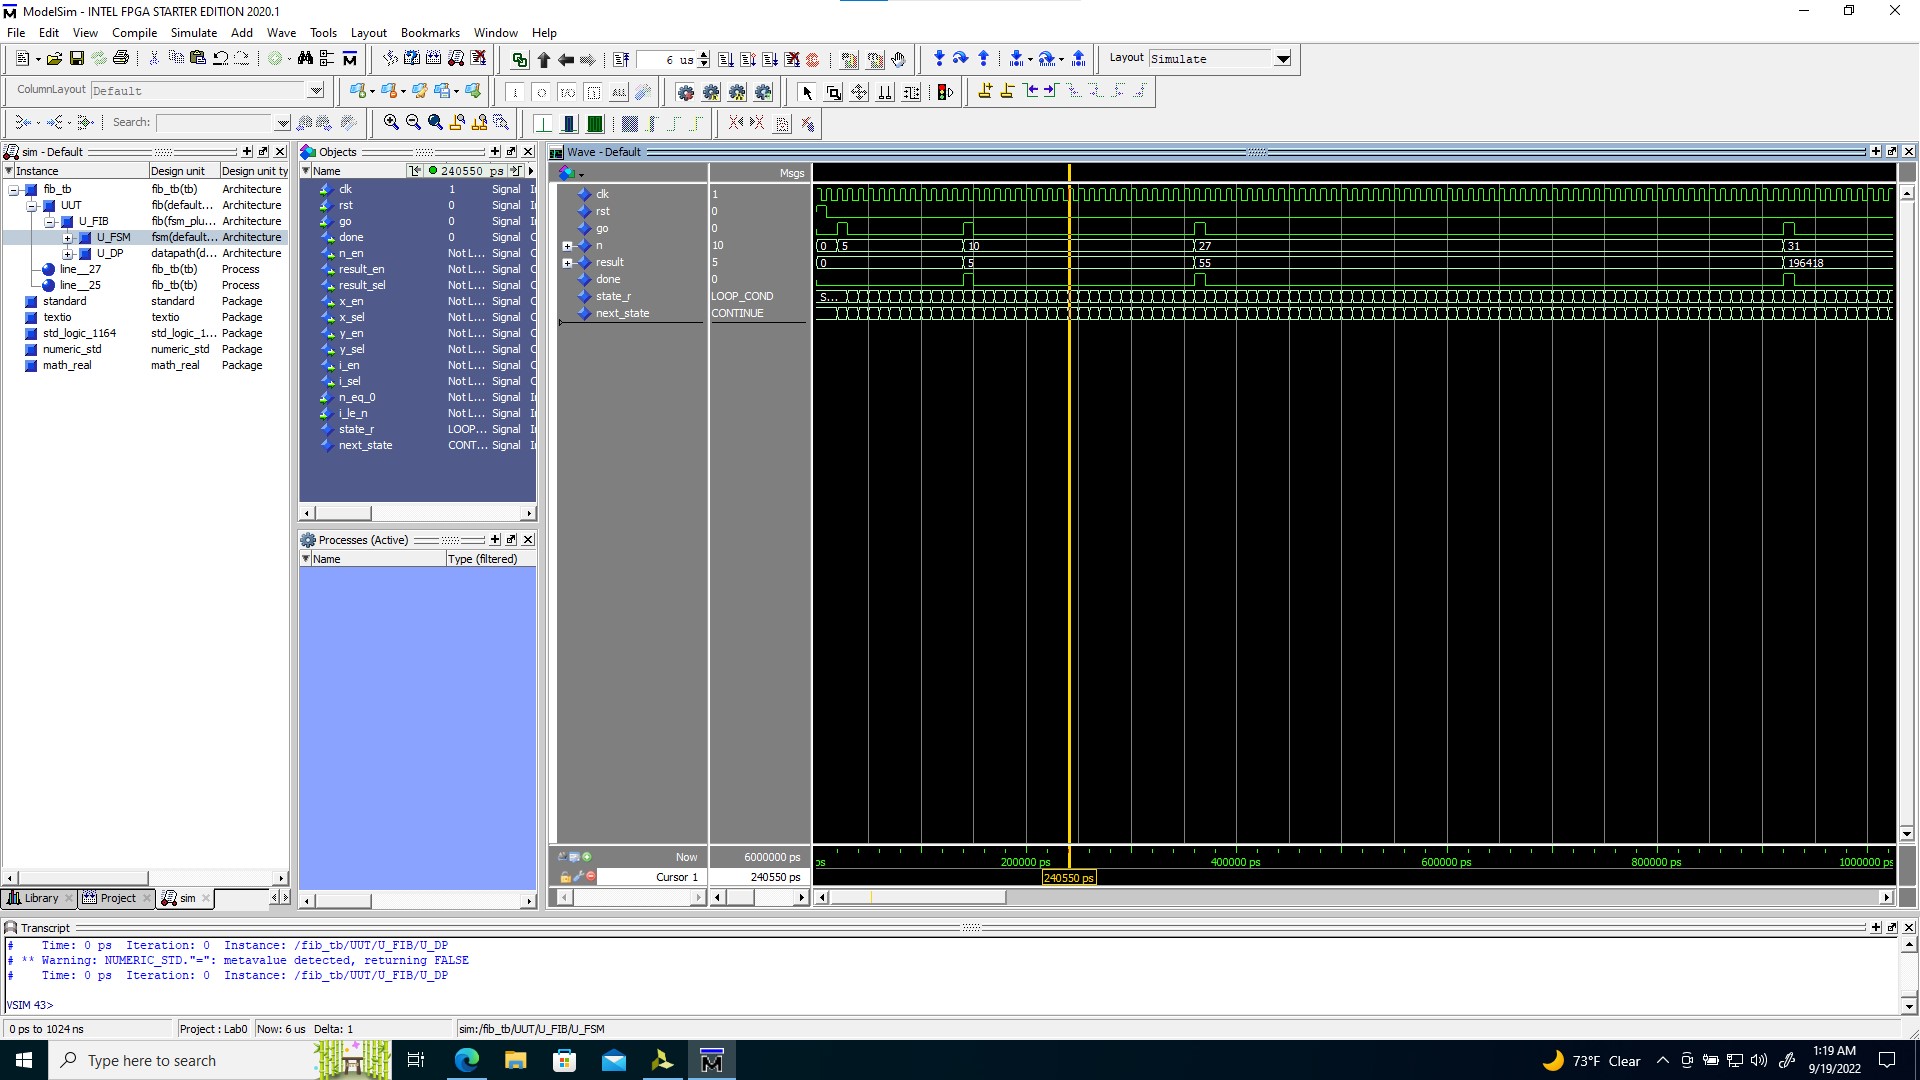 ModelSim - INTEL FPGA STARTER EDITION 2020.1
File Edit View Compile Simulate Add Wave Tools Layout Bookmarks Window Help
6 us
Layout Simulate
ColumnLayout Default
Search:
sim - Default
Instance Design unit Design unit ty
fib_tb fib_tb(tb) Architecture
UUT fib(default... Architecture
U_FIB fib(fsm_plu... Architecture
U_FSM fsm(default... Architecture
U_DP datapath(d... Architecture
line__27 fib_tb(tb) Process
line__25 fib_tb(tb) Process
standard standard Package
textio textio Package
std_logic_1164 std_logic_1... Package
numeric_std numeric_std Package
math_real math_real Package
Library Project sim
Objects
Name 240550 ps
clk 1 Signal
rst 0 Signal
go 0 Signal
done 0 Signal
n_en Not L... Signal
result_en Not L... Signal
result_sel Not L... Signal
x_en Not L... Signal
x_sel Not L... Signal
y_en Not L... Signal
y_sel Not L... Signal
i_en Not L... Signal
i_sel Not L... Signal
n_eq_0 Not L... Signal
i_le_n Not L... Signal
state_r LOOP... Signal
next_state CONT... Signal
Processes (Active)
Name Type (filtered)
Wave - Default
Msgs
clk 1
rst 0
go 0
n 10 0 5 10 27 31
result 5 0 5 55 196418
done 0
state_r LOOP_COND S...
next_state CONTINUE
Now 6000000 ps ps 200000 ps 400000 ps 600000 ps 800000 ps 1000000 ps
Cursor 1 240550 ps 240550 ps
Transcript
# Time: 0 ps Iteration: 0 Instance: /fib_tb/UUT/U_FIB/U_DP
# ** Warning: NUMERIC_STD."=": metavalue detected, returning FALSE
# Time: 0 ps Iteration: 0 Instance: /fib_tb/UUT/U_FIB/U_DP
VSIM 43>
0 ps to 1024 ns Project : Lab0 Now: 6 us Delta: 1 sim:/fib_tb/UUT/U_FIB/U_FSM
Type here to search
73°F Clear
1:19 AM
9/19/2022